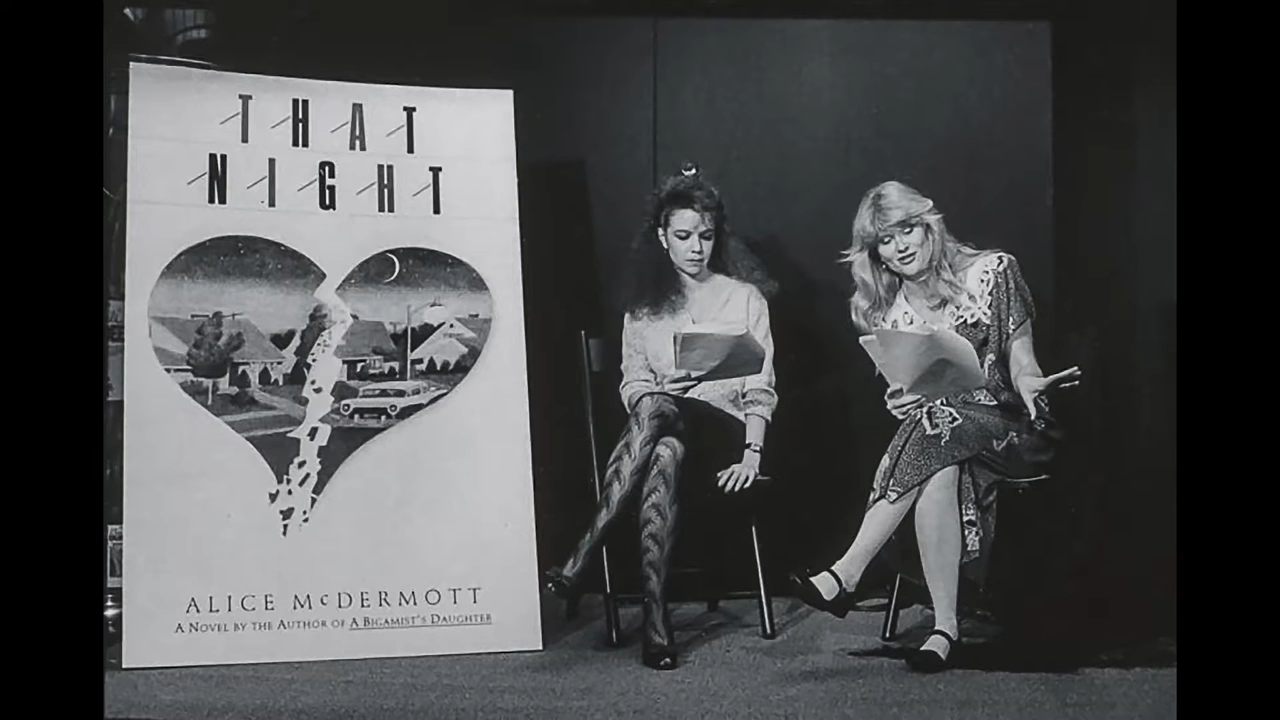 THAT
NIGHT
ALICE McDERMOTT
A NOVEL BY THE AUTHOR OF A BIGAMIST'S DAUGHTER